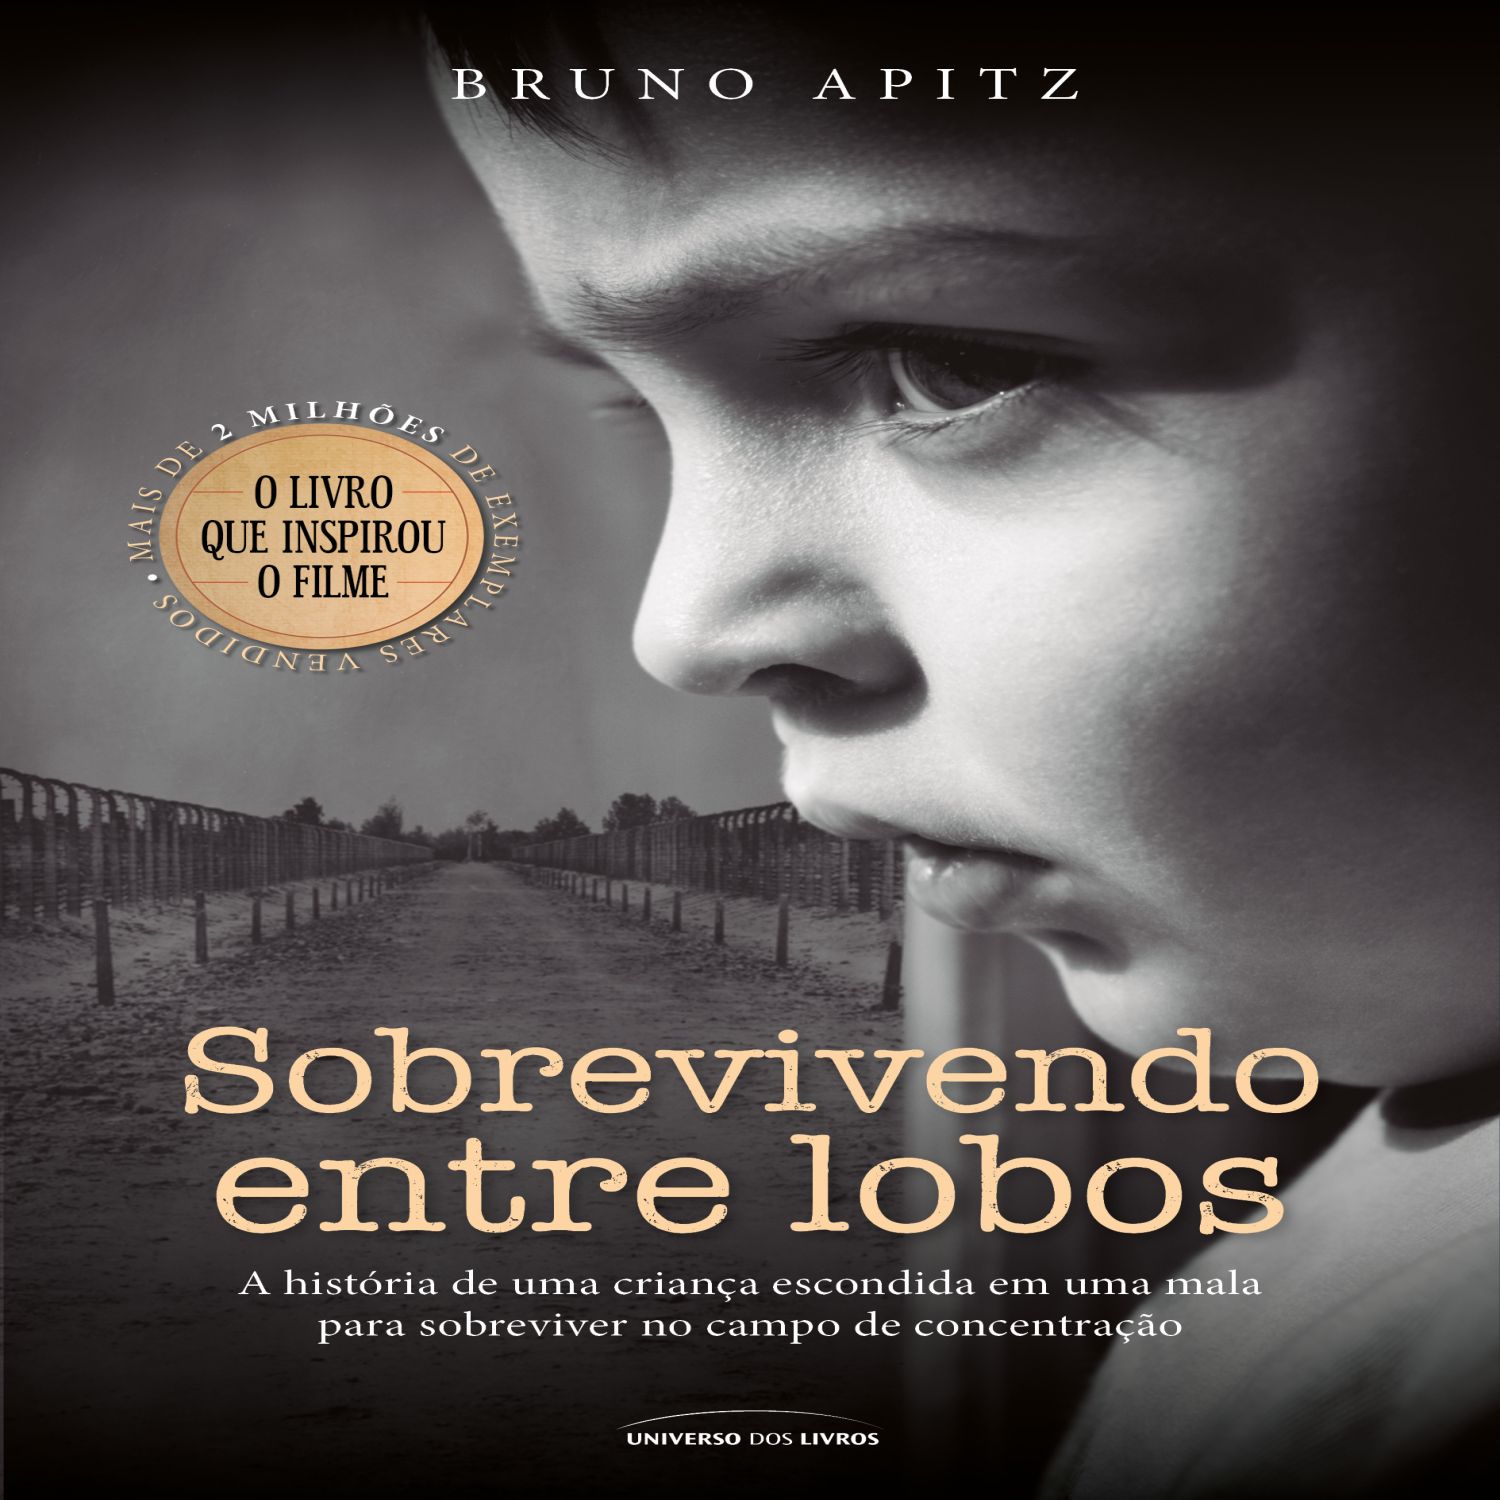 BRUNO APITZ
• MAIS DE 2 MILHÕES DE EXEMPLARES VENDIDOS
O LIVRO
QUE INSPIROU
O FILME
Sobrevivendo
entre lobos
A história de uma criança escondida em uma mala
para sobreviver no campo de concentração
UNIVERSO DOS LIVROS